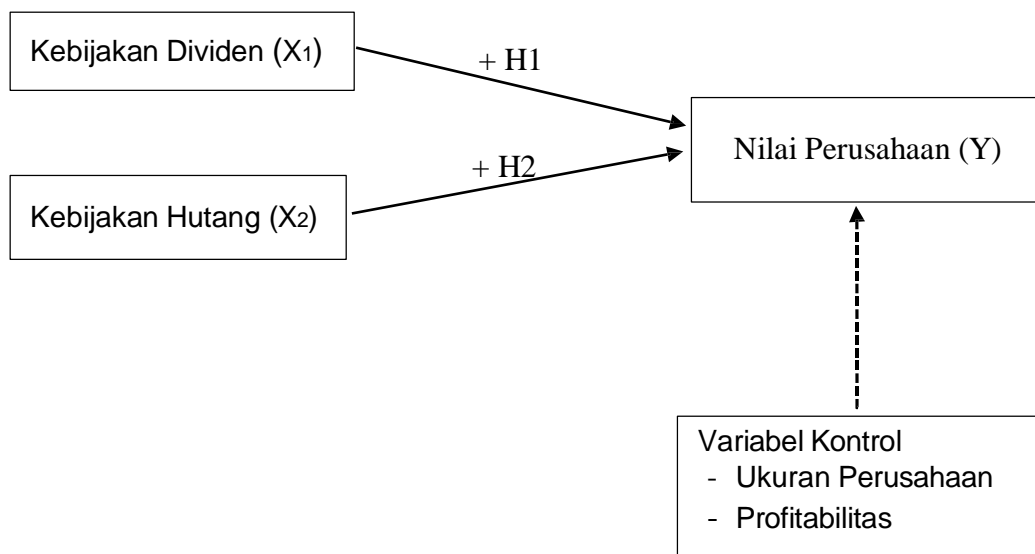 Kebijakan Dividen (X1)
+ H1
Nilai Perusahaan (Y)
+ H2
Kebijakan Hutang (X2)
Variabel Kontrol
- Ukuran Perusahaan
- Profitabilitas